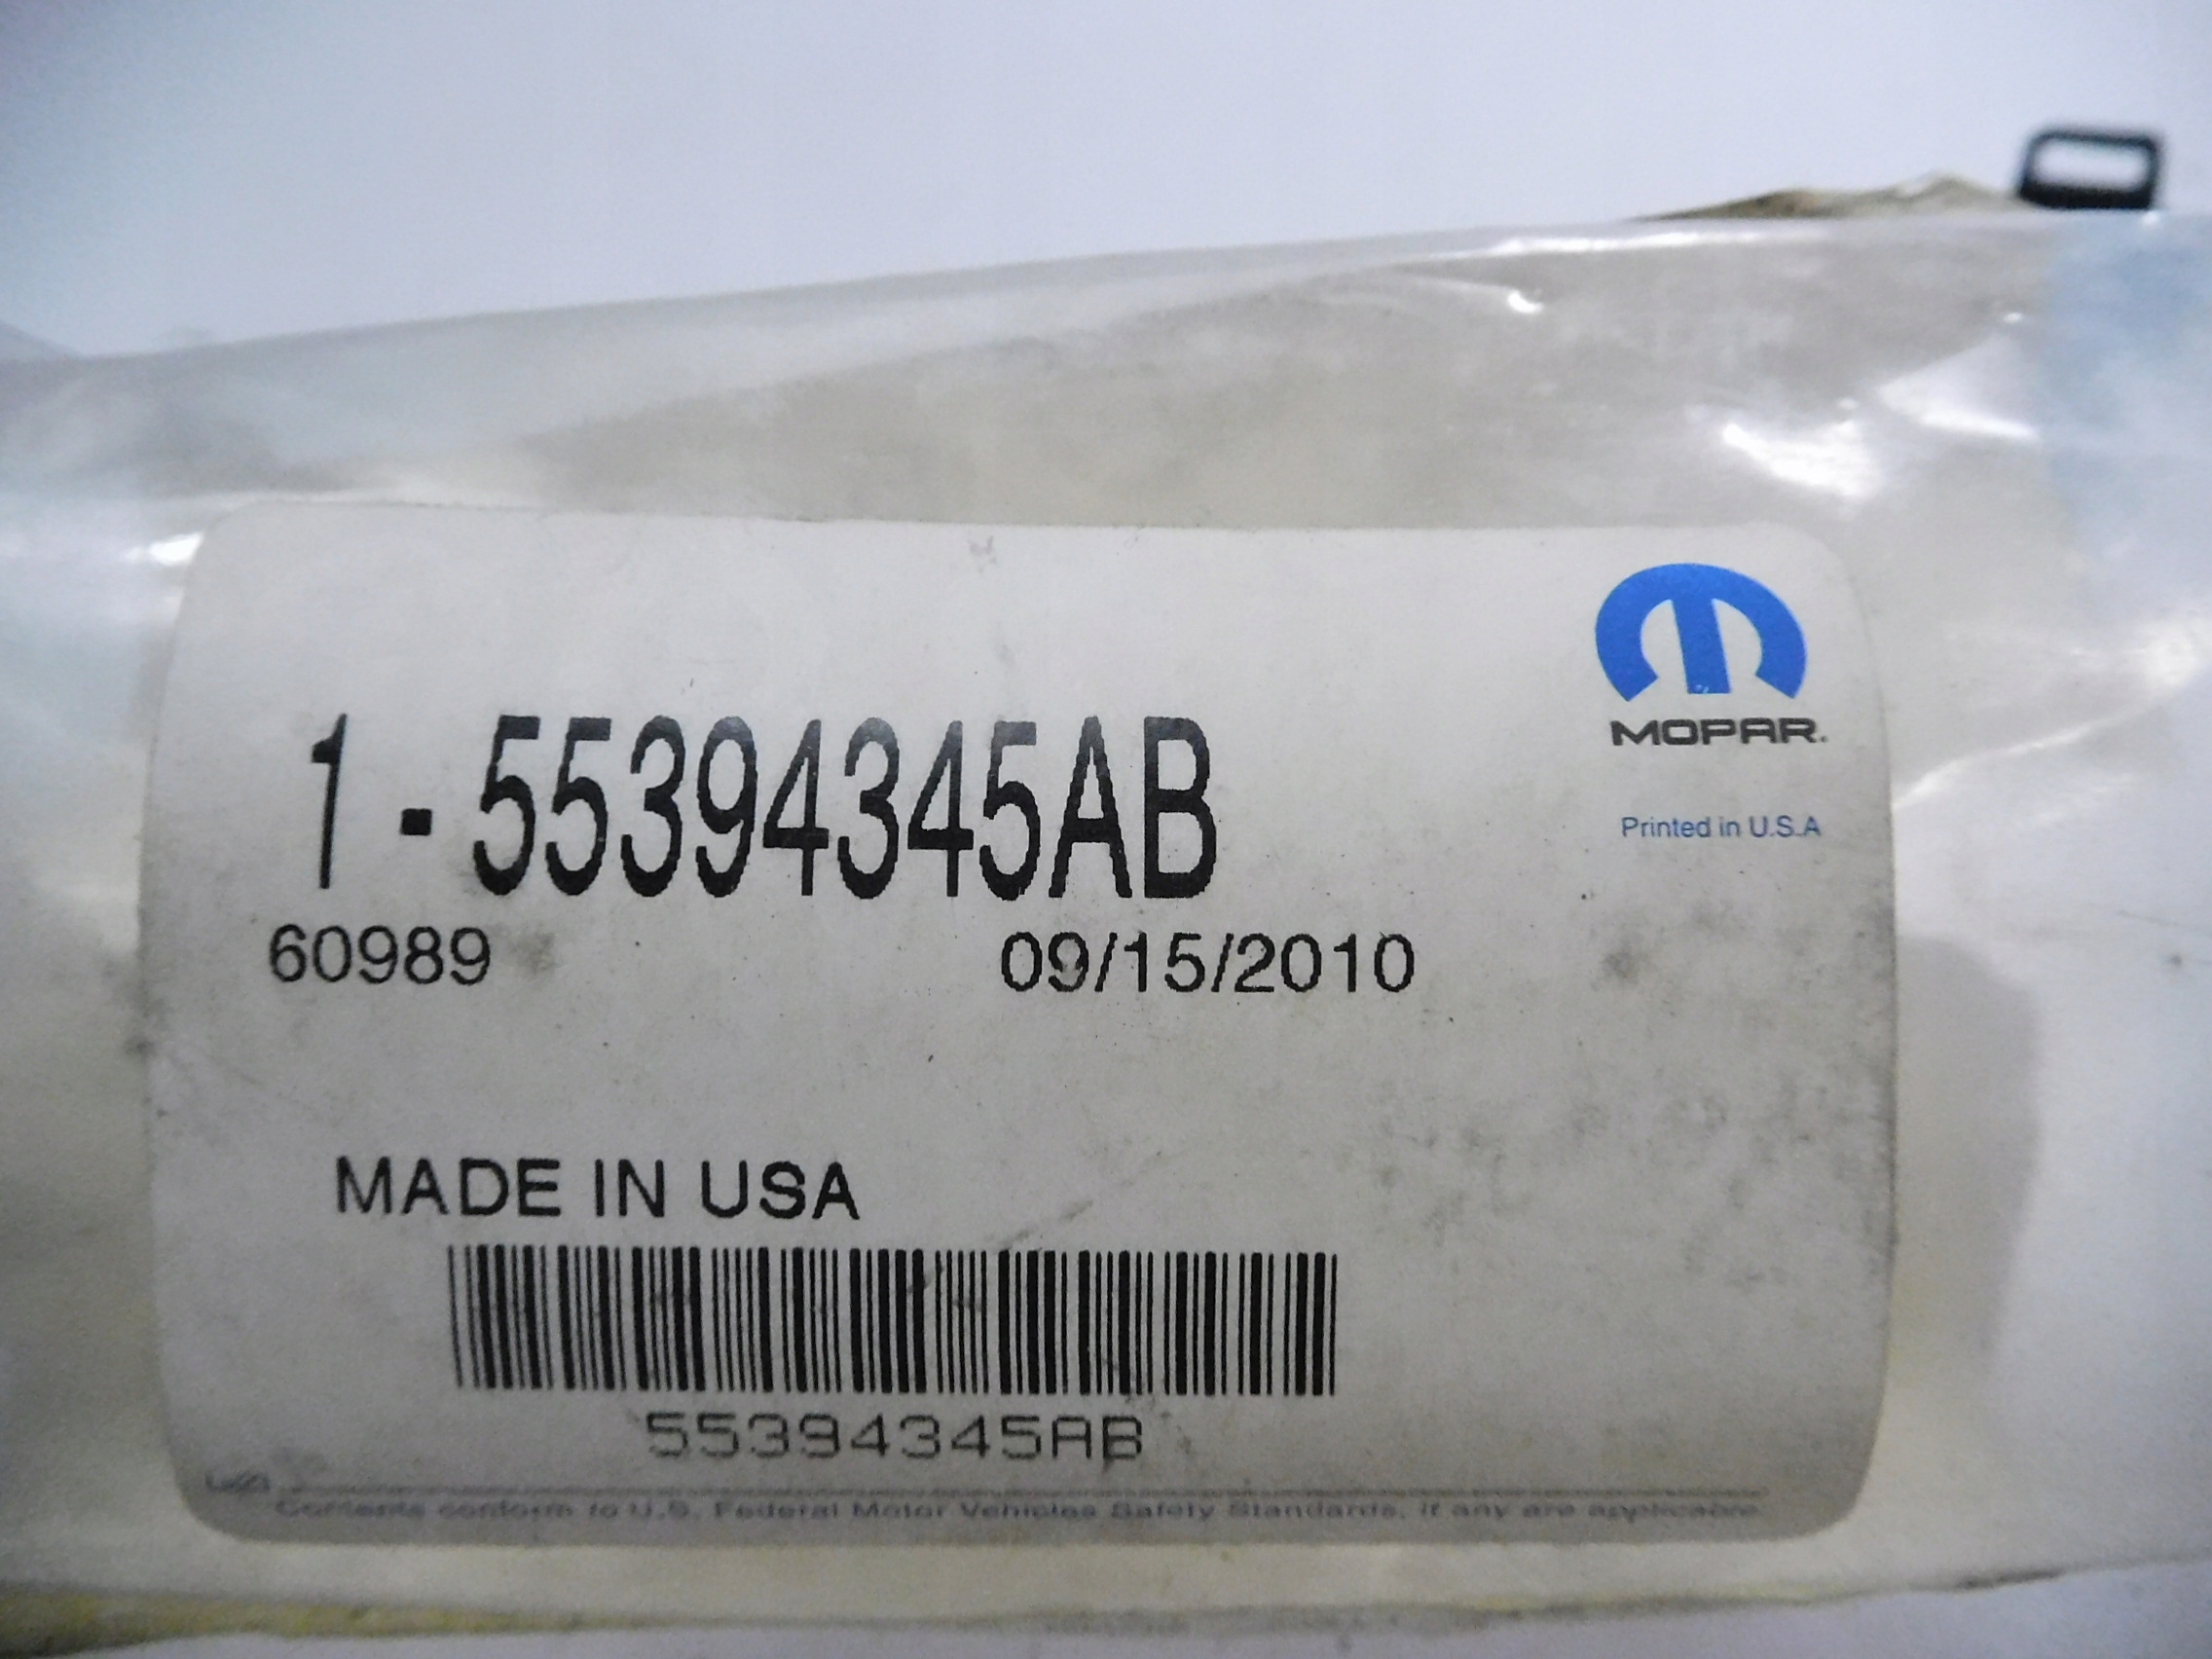 MOPAR.
Printed in U.S.A
1 - 55394345AB
60989 09/15/2010
MADE IN USA
55394345AB
Contents conform to U.S. Federal Motor Vehicles Safety Standards, if any are applicable